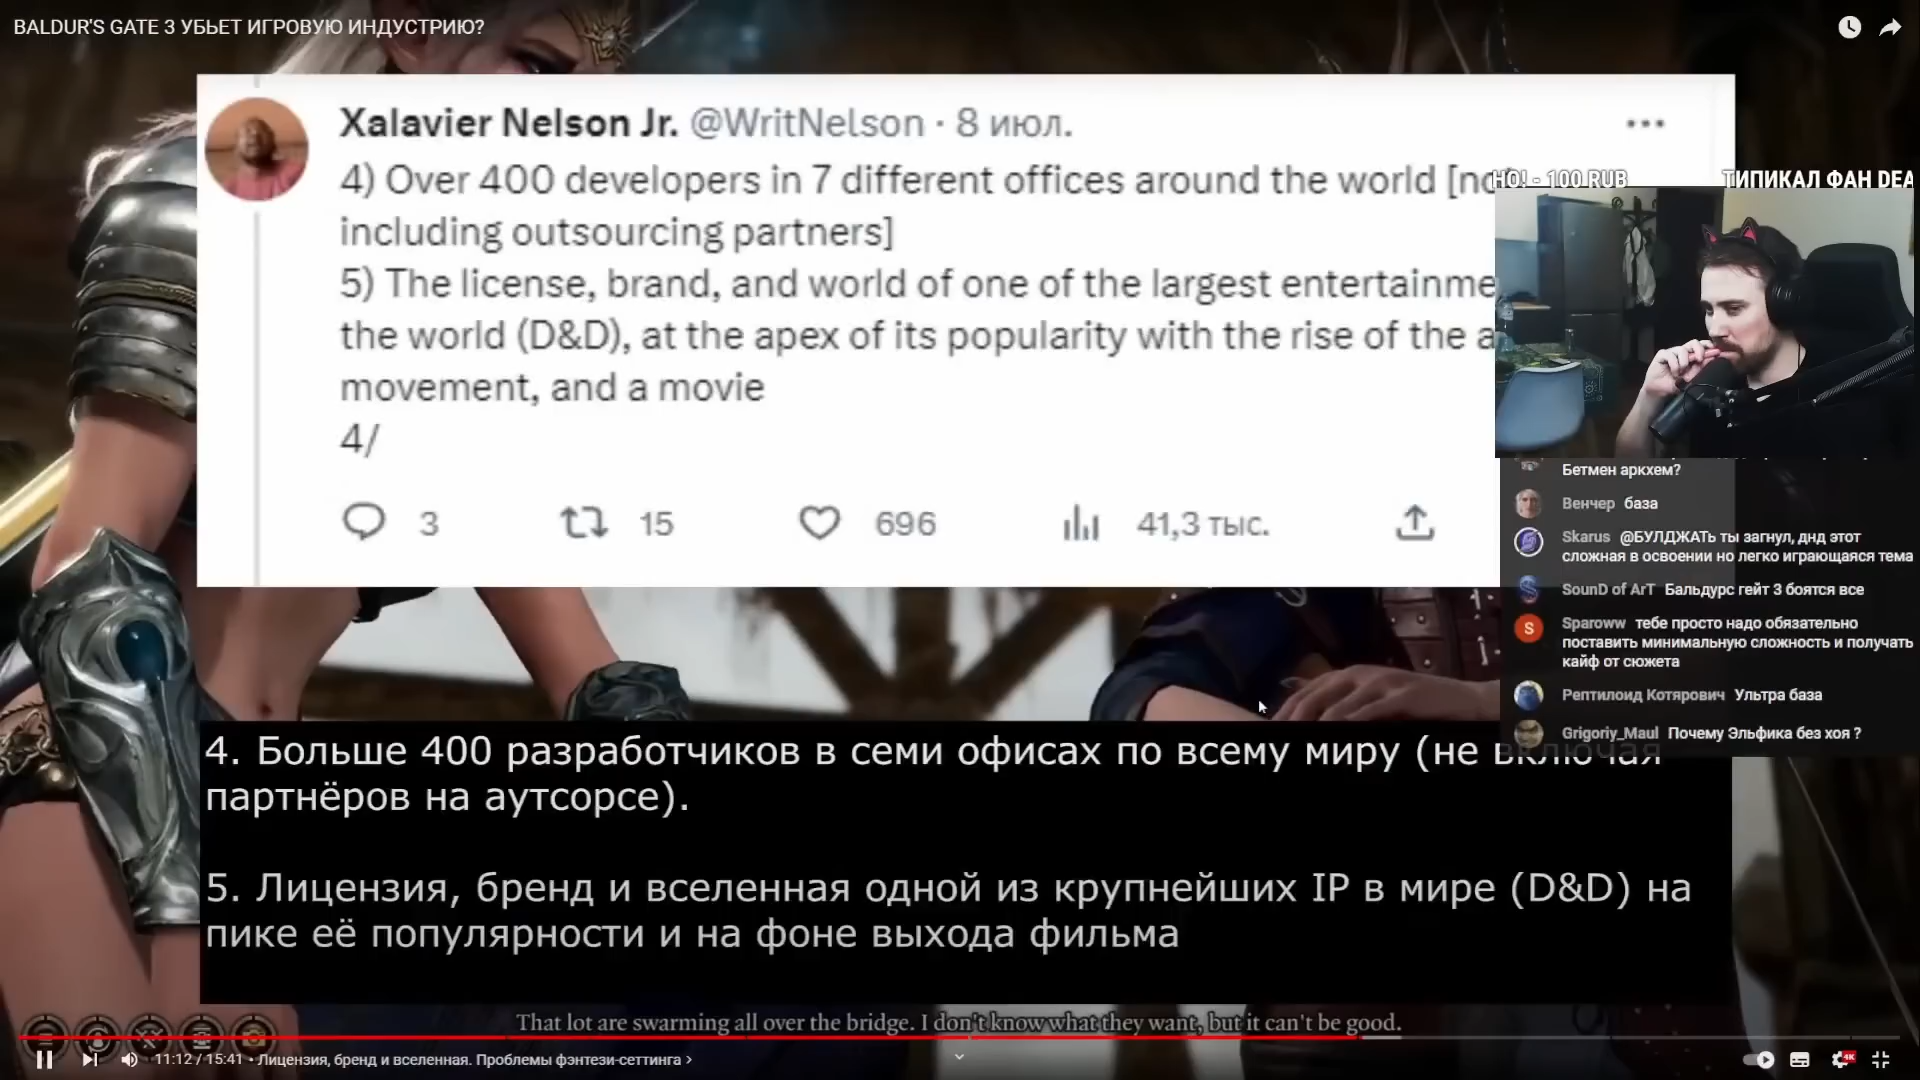 BALDUR'S GATE 3 УБЬЕТ ИГРОВУЮ ИНДУСТРИЮ?
Xalavier Nelson Jr. @WritNelson · 8 июл.
4) Over 400 developers in 7 different offices around the world [no
including outsourcing partners]
5) The license, brand, and world of one of the largest entertainme
the world (D&D), at the apex of its popularity with the rise of the a
movement, and a movie
4/
3 15 696 41,3 тыс.
НО! - 100 RUB
ТИПИКАЛ ФАН DEA
Бетмен аркхем?
Венчер база
Skarus @БУЛДЖАТЬ ты загнул, днд этот
сложная в освоении но легко играющаяся тема
SounD of ArT Бальдурс гейт 3 боятся все
S
Sparoww тебе просто надо обязательно
поставить минимальную сложность и получать
кайф от сюжета
Рептилоид Котярович Ультра база
Grigoriy_Maul Почему Эльфика без хоя ?
4. Больше 400 разработчиков в семи офисах по всему миру (не включая
партнёров на аутсорсе).
5. Лицензия, бренд и вселенная одной из крупнейших IP в мире (D&D) на
пике её популярности и на фоне выхода фильма
That lot are swarming all over the bridge. I don't know what they want, but it can't be good.
11:12 / 15:41 • Лицензия, бренд и вселенная. Проблемы фэнтези-сеттинга
4K